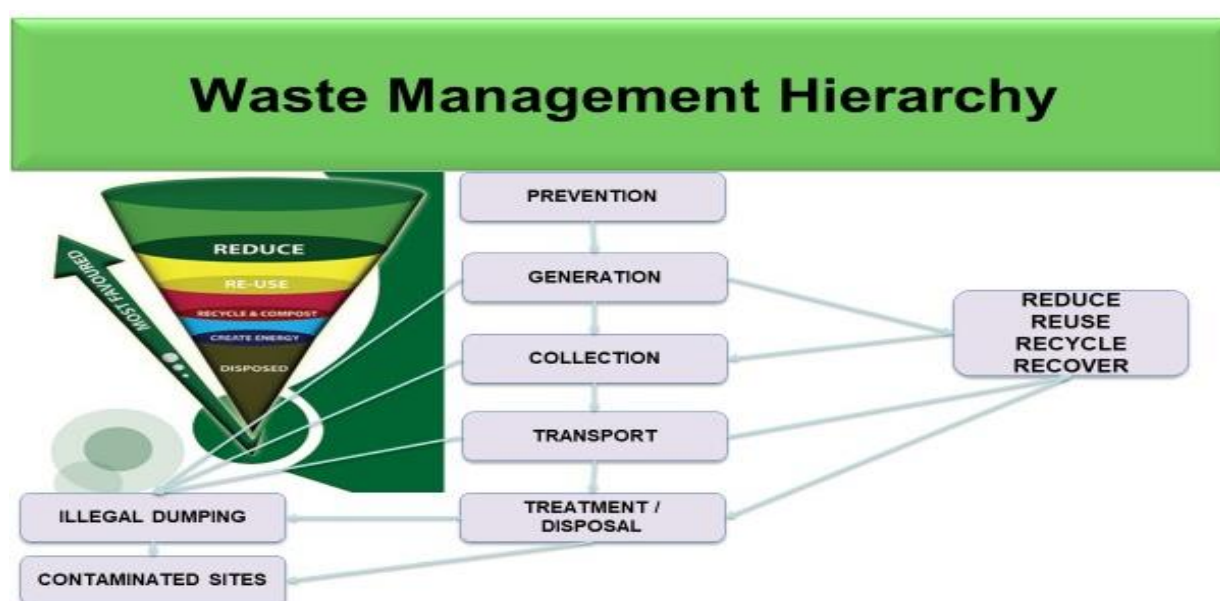 Waste Management Hierarchy
PREVENTION
REDUCE
MOST FAVOURED
RE-USE
RECYCLE & COMPOST
CREATE ENERGY
DISPOSED
GENERATION
REDUCE
REUSE
RECYCLE
RECOVER
COLLECTION
TRANSPORT
TREATMENT /
DISPOSAL
ILLEGAL DUMPING
CONTAMINATED SITES